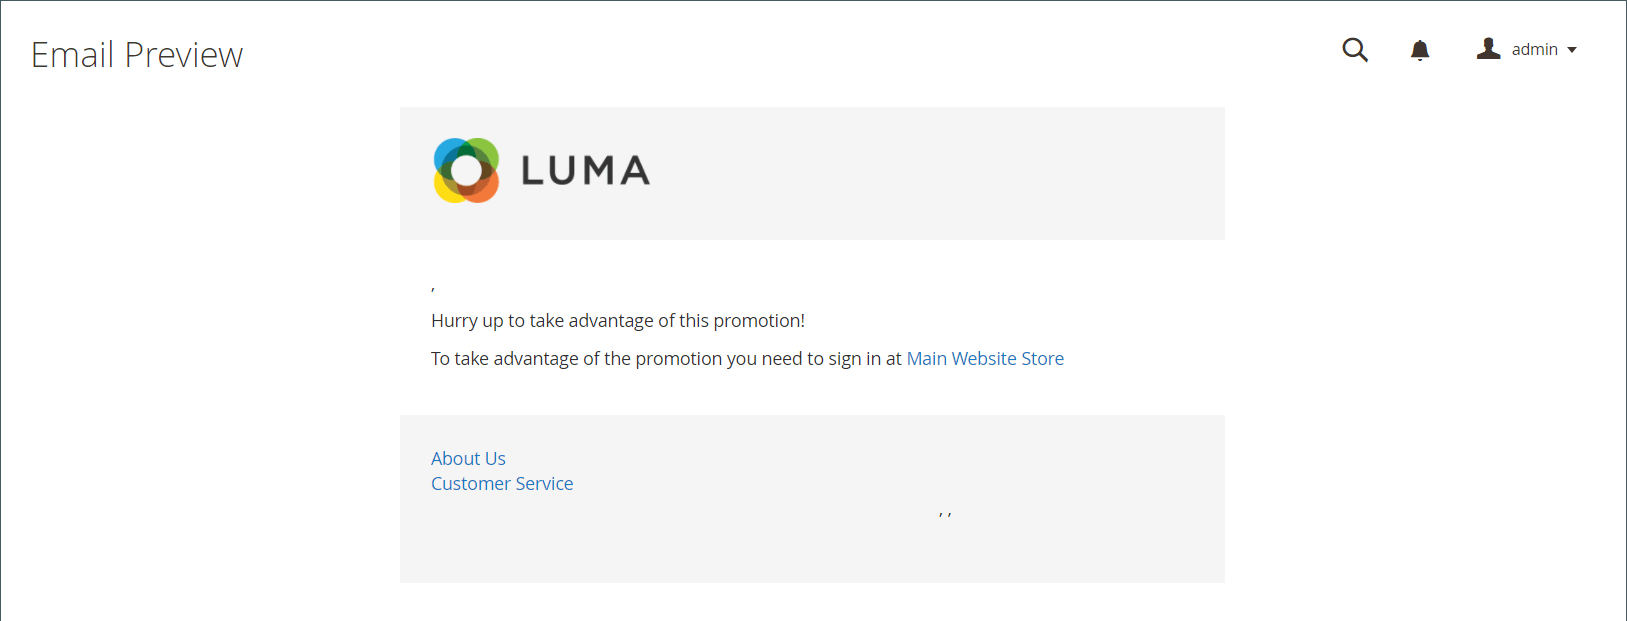 Email Preview
admin
LUMA
,
Hurry up to take advantage of this promotion!
To take advantage of the promotion you need to sign in at Main Website Store
About Us
Customer Service
, ,